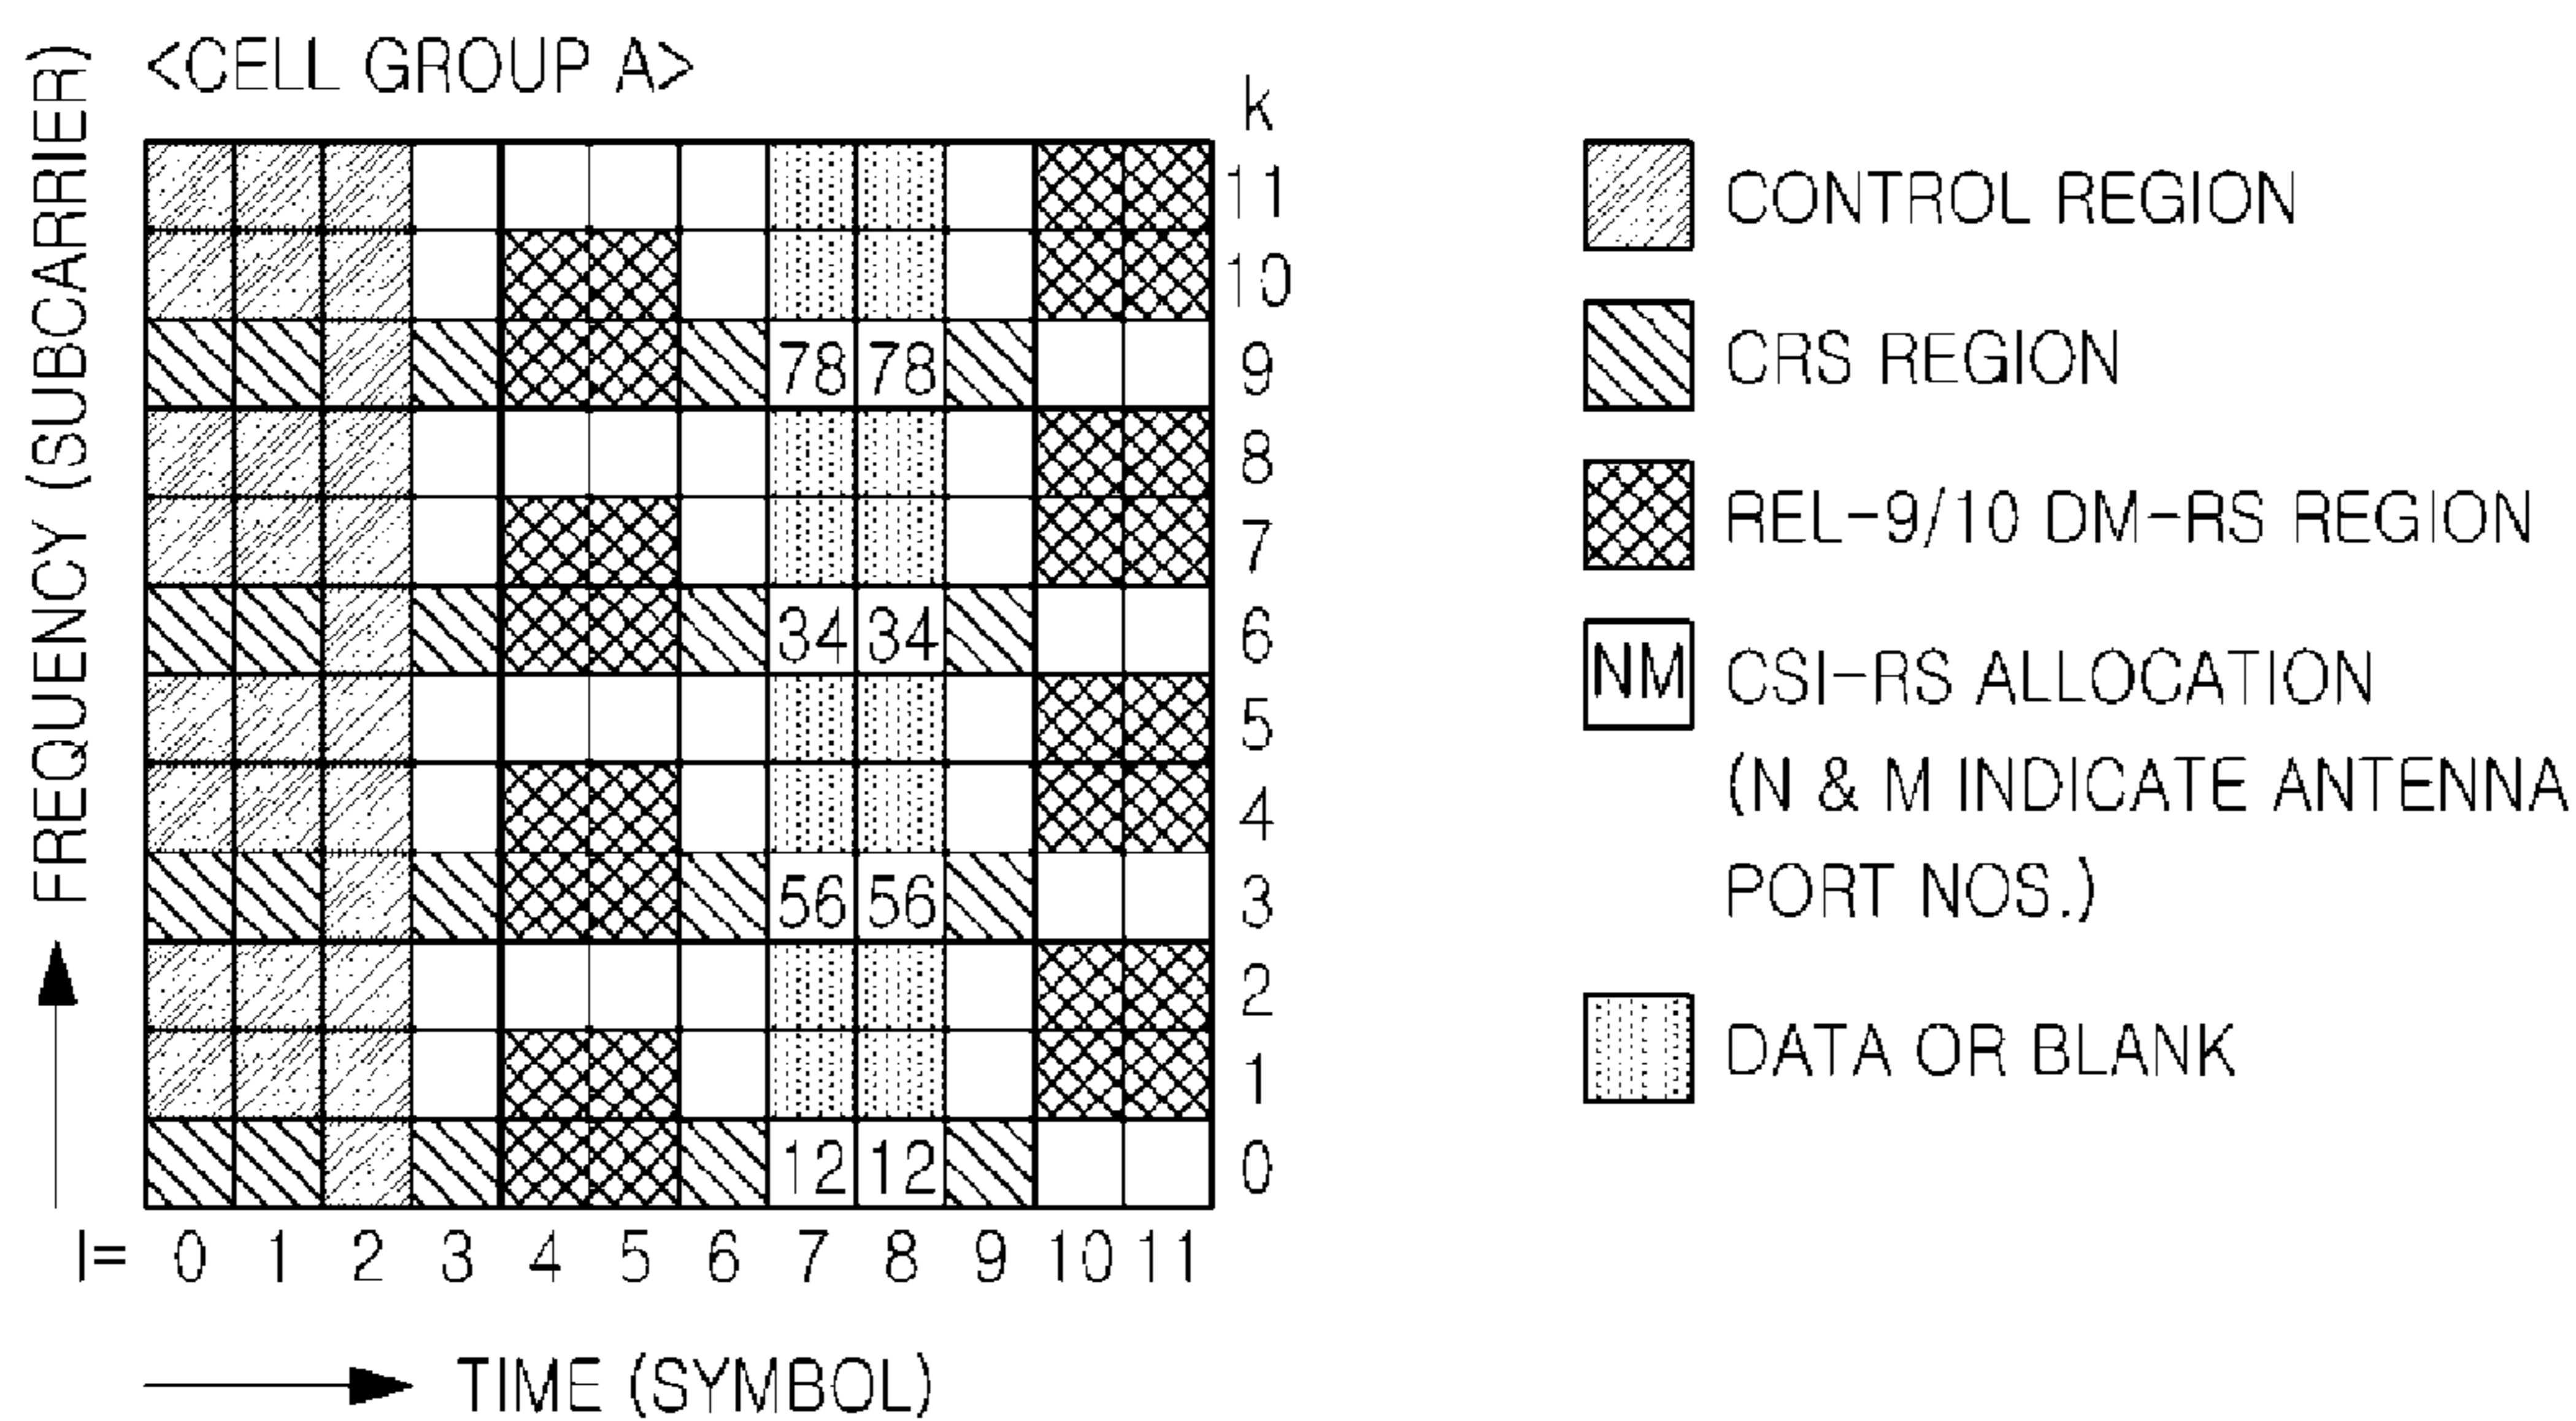 <CELL GROUP A>
FREQUENCY (SUBCARRIER)
k
11
10
78 78 9
8
7
34 34 6
5
4
56 56 3
2
1
12 12 0
l= 0 1 2 3 4 5 6 7 8 9 10 11
TIME (SYMBOL)
CONTROL REGION
CRS REGION
REL-9/10 DM-RS REGION
NM CSI-RS ALLOCATION
(N & M INDICATE ANTENNA
PORT NOS.)
DATA OR BLANK